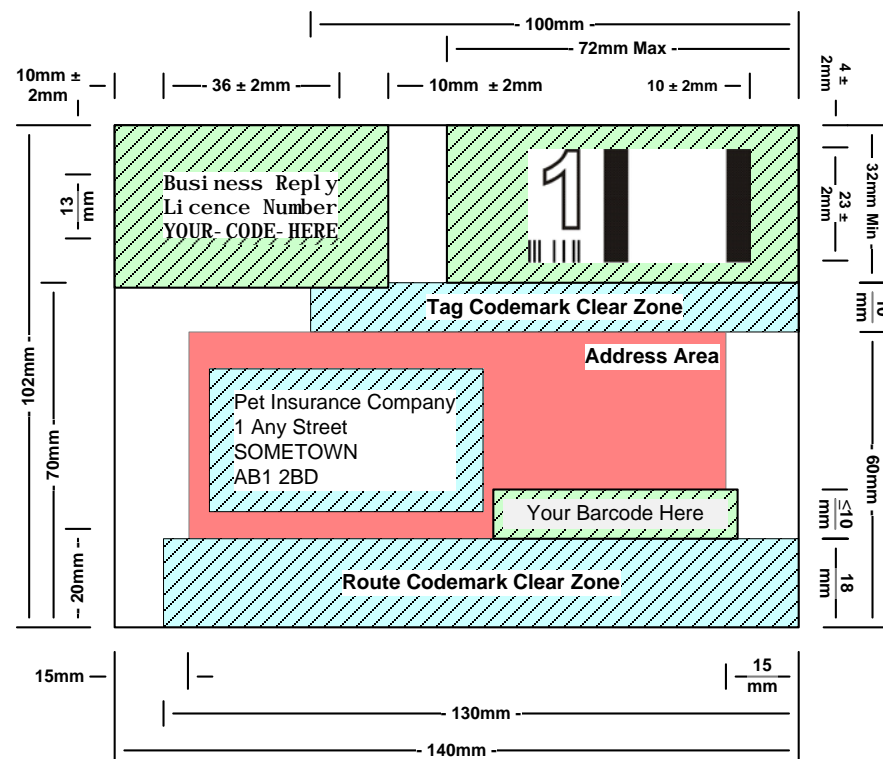 100mm
72mm Max
10mm ±
2mm
36 ± 2mm
10mm ± 2mm
10 ± 2mm
4 ±
2mm
Business Reply
Licence Number
YOUR-CODE-HERE
1
13
mm
23 ±
2mm
32mm Min
Tag Codemark Clear Zone
10
mm
Address Area
102mm
70mm
Pet Insurance Company
1 Any Street
SOMETOWN
AB1 2BD
60mm
Your Barcode Here
≤10
mm
20mm
Route Codemark Clear Zone
18
mm
15mm
15
mm
130mm
140mm